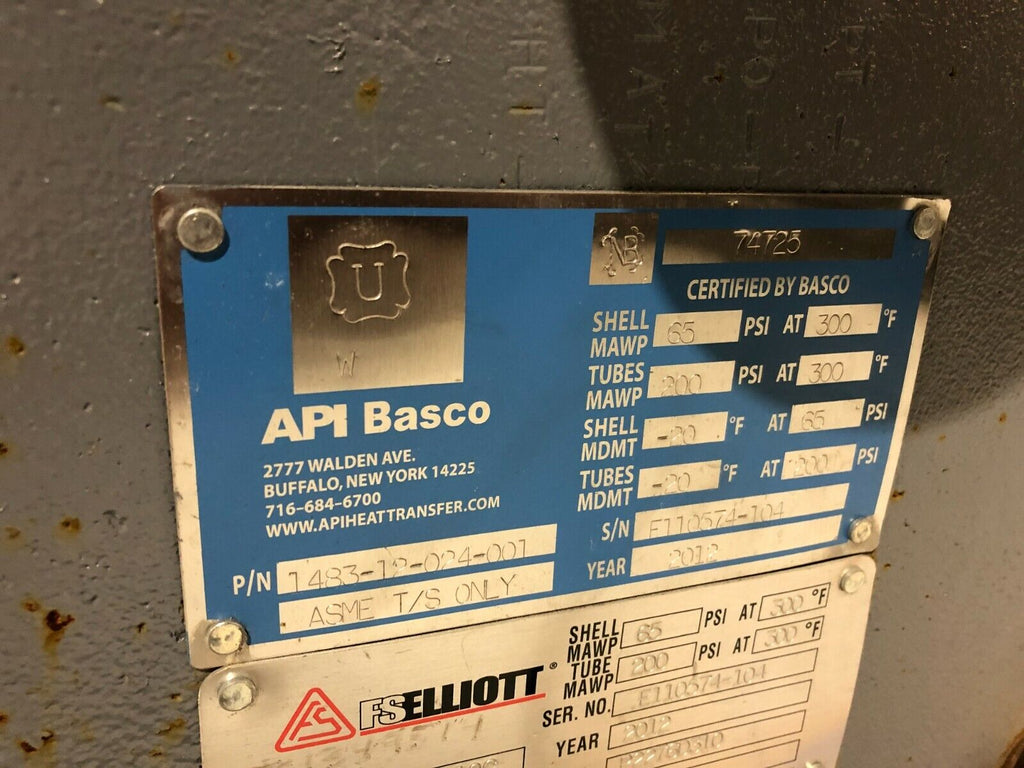 U
W
NB 74725
CERTIFIED BY BASCO
SHELL MAWP 65 PSI AT 300 °F
TUBES MAWP 200 PSI AT 300 °F
SHELL MDMT -20 °F AT 65 PSI
TUBES MDMT -20 °F AT 200 PSI
S/N E110574-104
YEAR 2012
API Basco
2777 WALDEN AVE.
BUFFALO, NEW YORK 14225
716-684-6700
WWW.APIHEATTRANSFER.COM
P/N 1483-12-024-001
ASME T/S ONLY
FS FSELLIOTT®
SHELL MAWP 65 PSI AT 300 °F
TUBE MAWP 200 PSI AT 300 °F
SER. NO. E110574-104
YEAR 2012